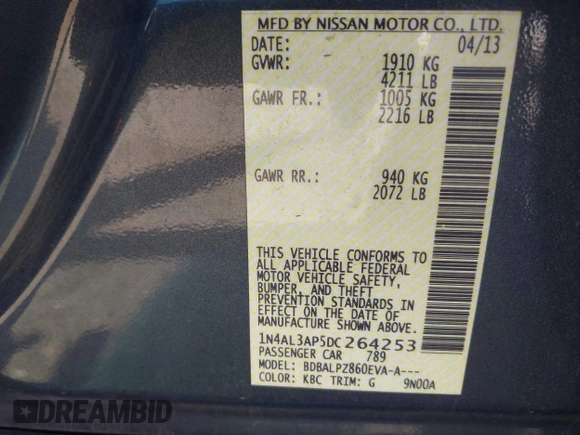 MFD BY NISSAN MOTOR CO., LTD.
DATE: 04/13
GVWR: 1910 KG
4211 LB
GAWR FR.: 1005 KG
2216 LB
GAWR RR.: 940 KG
2072 LB
THIS VEHICLE CONFORMS TO
ALL APPLICABLE FEDERAL
MOTOR VEHICLE SAFETY,
BUMPER, AND THEFT
PREVENTION STANDARDS IN
EFFECT ON THE DATE OF
MANUFACTURE SHOWN ABOVE.
1N4AL3AP5DC264253
PASSENGER CAR 789
MODEL: BDBALPZ860EVA-A---
COLOR: KBC TRIM: G 9N00A
DREAMBID